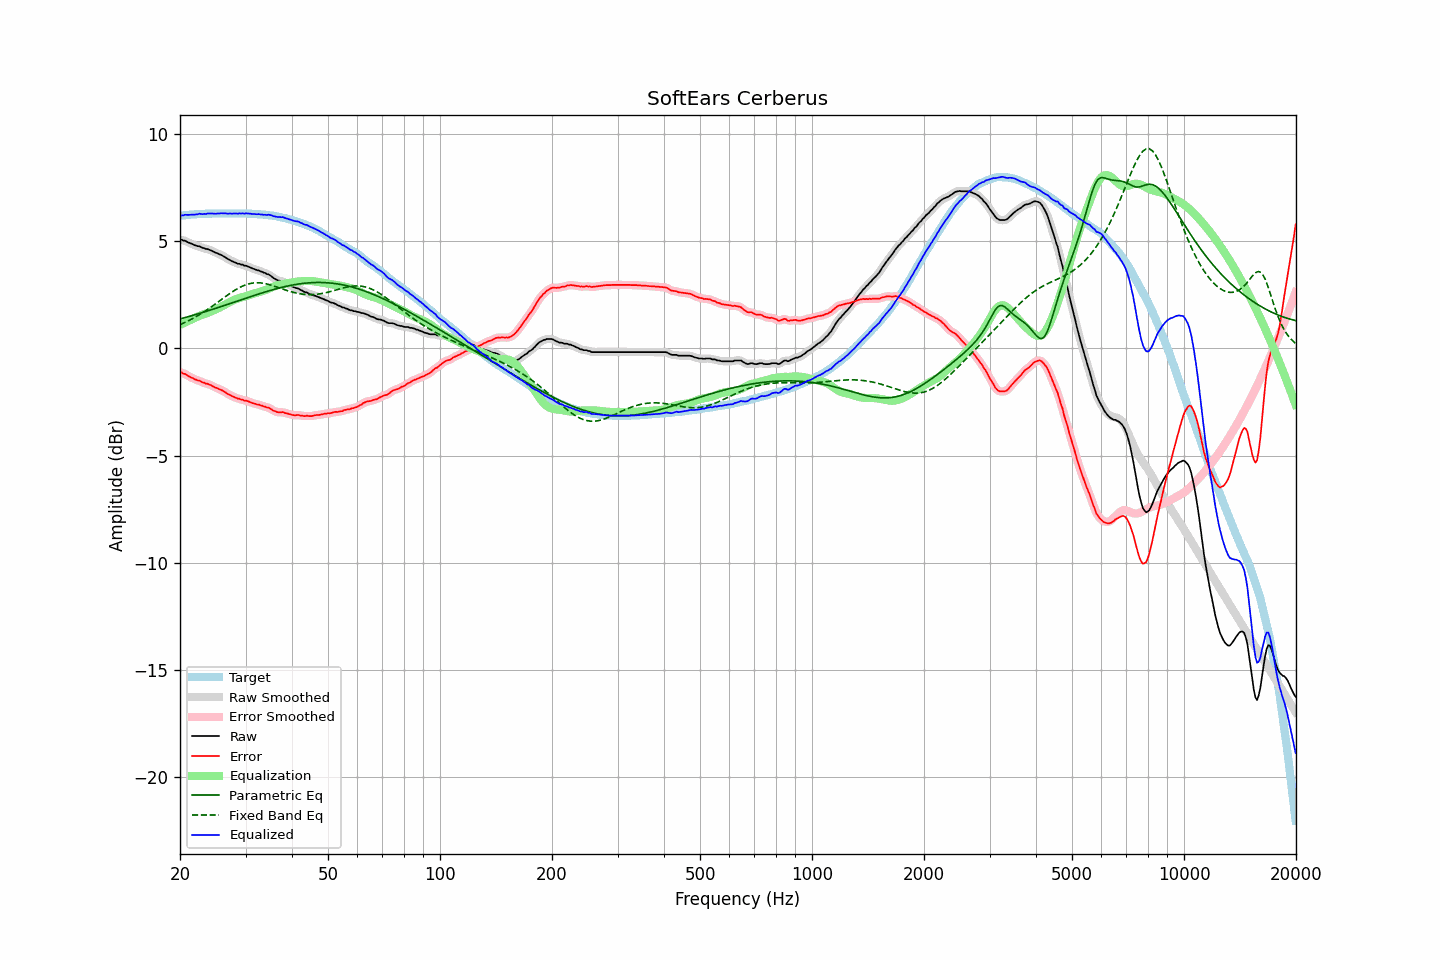 SoftEars Cerberus
Amplitude (dBr)
10
5
0
−5
−10
−15
−20
Target
Raw Smoothed
Error Smoothed
Raw
Error
Equalization
Parametric Eq
Fixed Band Eq
Equalized
20 50 100 200 500 1000 2000 5000 10000 20000
Frequency (Hz)